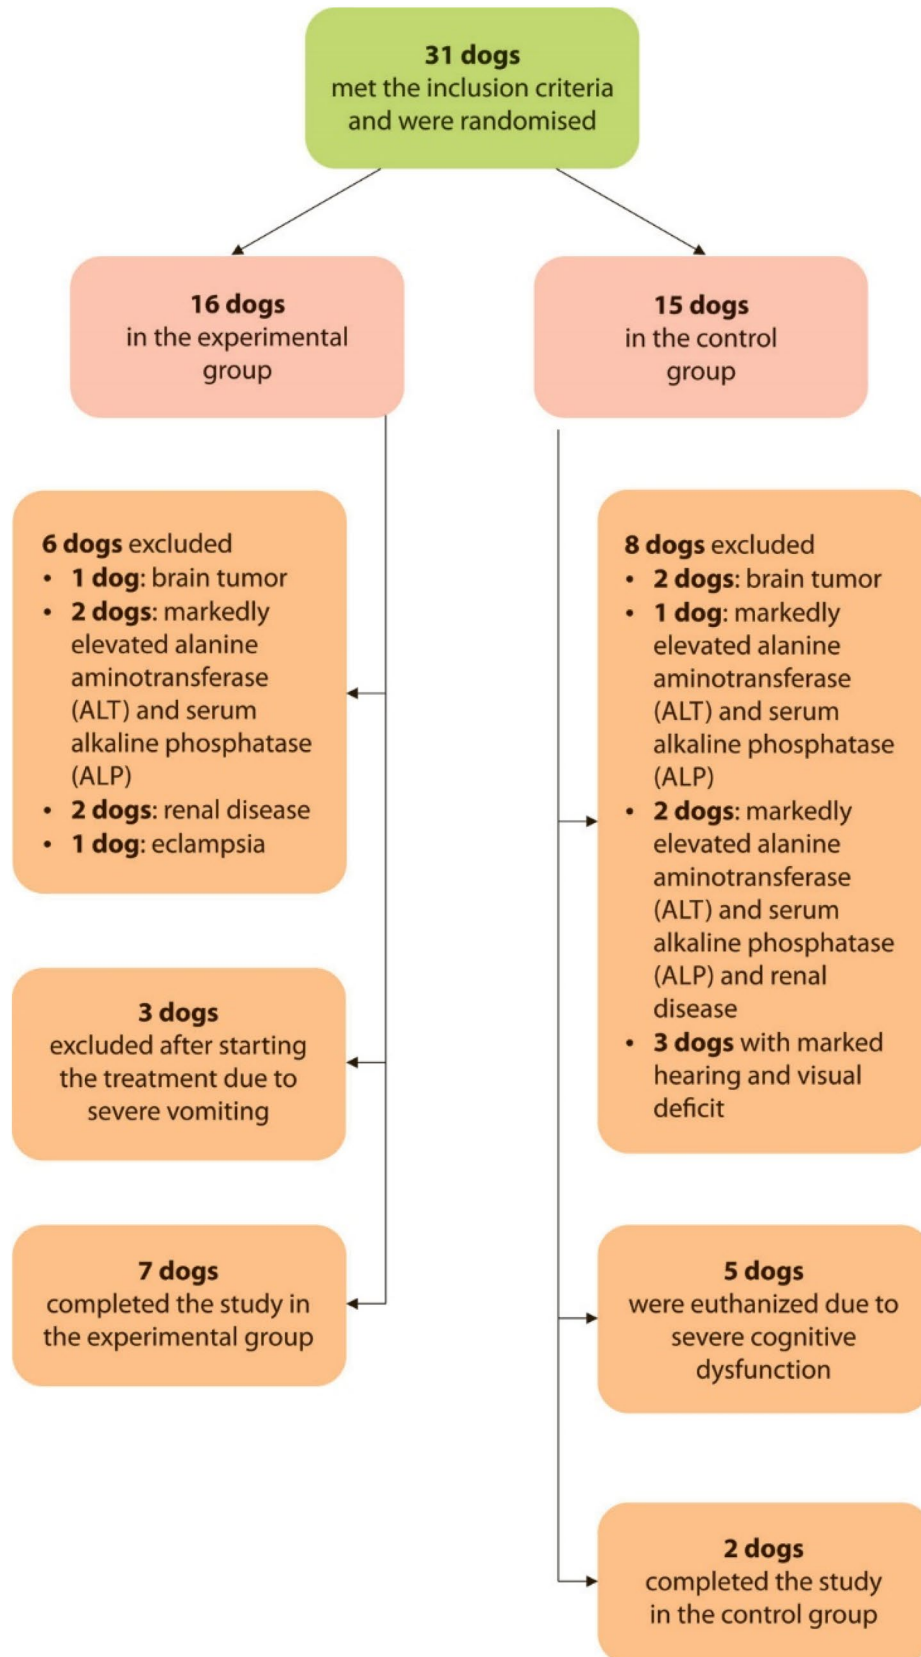 31 dogs
met the inclusion criteria
and were randomised
16 dogs
in the experimental
group
15 dogs
in the control
group
6 dogs excluded
• 1 dog: brain tumor
• 2 dogs: markedly
elevated alanine
aminotransferase
(ALT) and serum
alkaline phosphatase
(ALP)
• 2 dogs: renal disease
• 1 dog: eclampsia
3 dogs
excluded after starting
the treatment due to
severe vomiting
7 dogs
completed the study in
the experimental group
8 dogs excluded
• 2 dogs: brain tumor
• 1 dog: markedly
elevated alanine
aminotransferase
(ALT) and serum
alkaline phosphatase
(ALP)
• 2 dogs: markedly
elevated alanine
aminotransferase
(ALT) and serum
alkaline phosphatase
(ALP) and renal
disease
• 3 dogs with marked
hearing and visual
deficit
5 dogs
were euthanized due to
severe cognitive
dysfunction
2 dogs
completed the study
in the control group